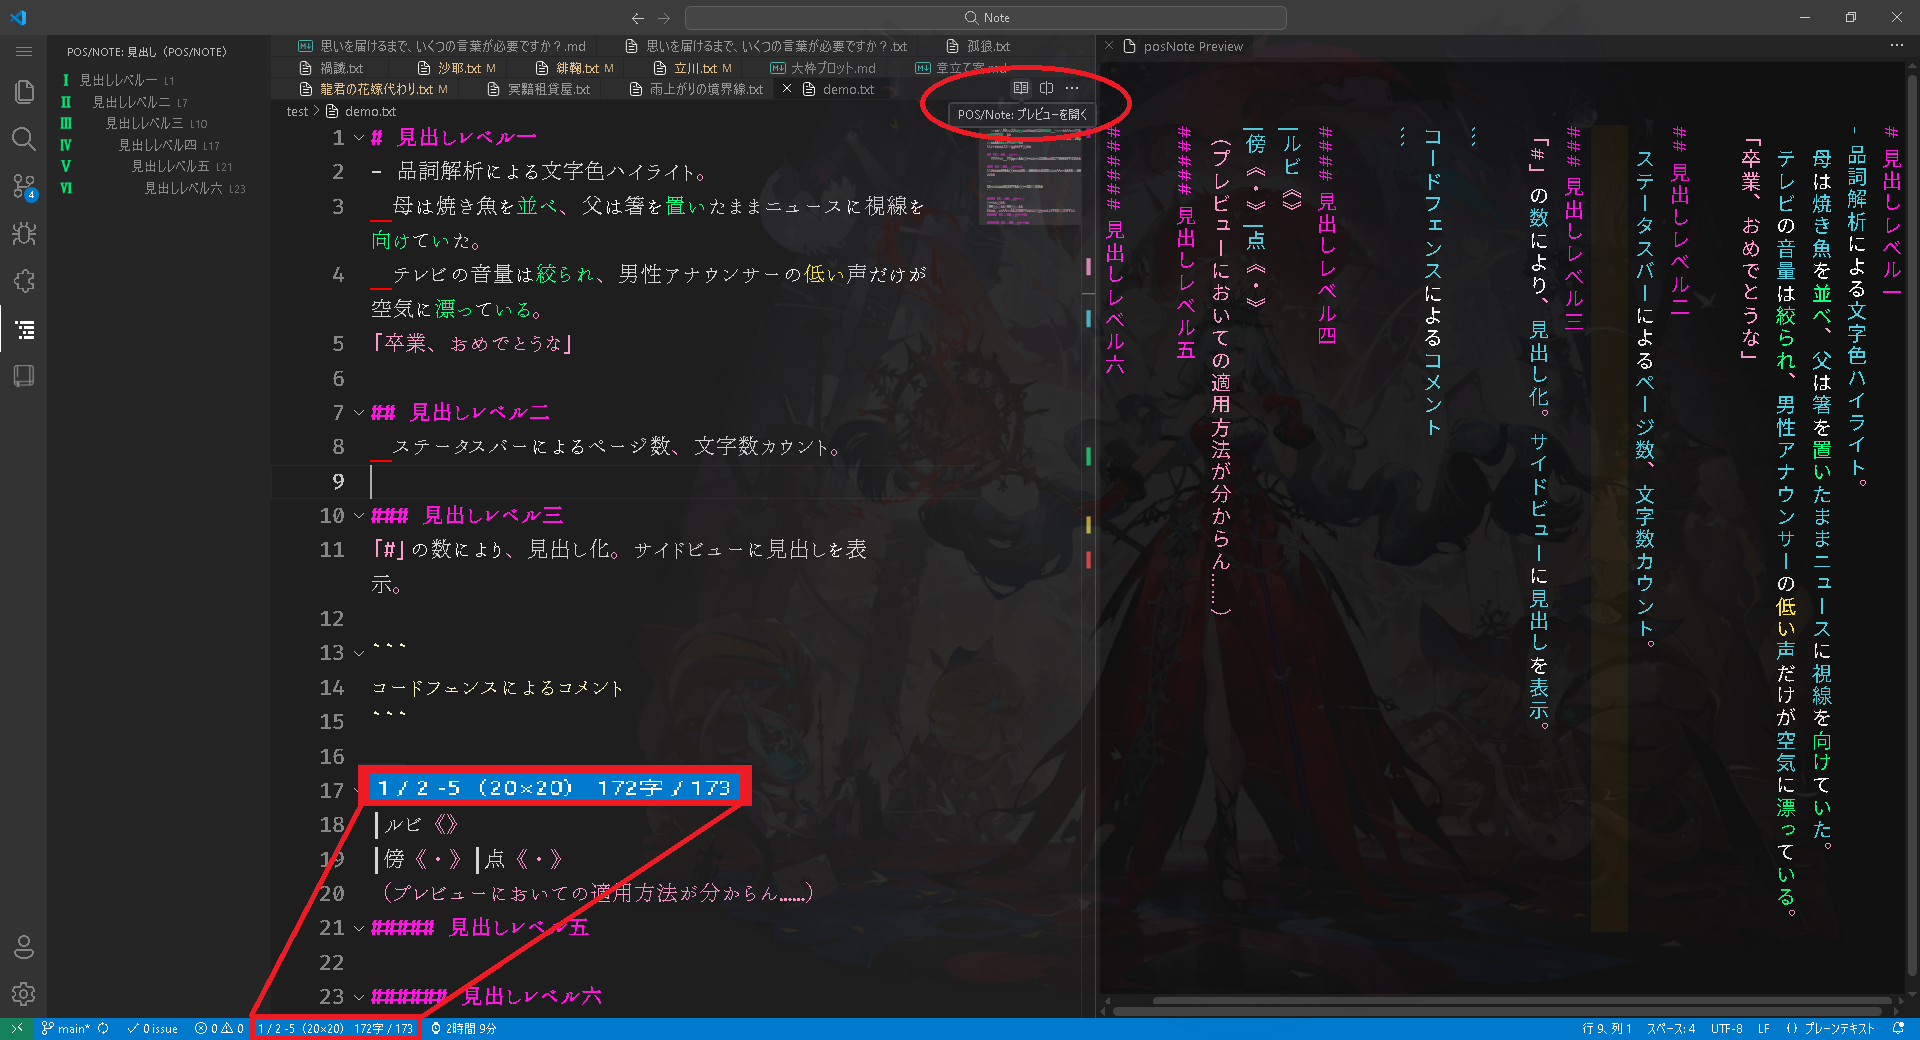 Note
POS/NOTE: 見出し (POS/NOTE)
I 見出しレベル一 L1
II 見出しレベル二 L7
III 見出しレベル三 L10
IV 見出しレベル四 L17
V 見出しレベル五 L21
VI 見出しレベル六 L23
4
思いを届けるまで、いくつの言葉が必要ですか?.md
思いを届けるまで、いくつの言葉が必要ですか?.txt
孤狼.txt
禍識.txt
沙耶.txt M
緋鞠.txt M
立川.txt M
大枠プロット.md
章立て案.md
龍君の花嫁代わり.txt M
冥黯租貸屋.txt
雨上がりの境界線.txt
demo.txt
POS/Note: プレビューを開く
test > demo.txt
1 # 見出しレベル一
2 - 品詞解析による文字色ハイライト。
3 母は焼き魚を並べ、父は箸を置いたままニュースに視線を
向けていた。
4 テレビの音量は絞られ、男性アナウンサーの低い声だけが
空気に漂っている。
5 「卒業、おめでとうな」
6
7 ## 見出しレベル二
8 ステータスバーによるページ数、文字数カウント。
9
10 ### 見出しレベル三
11 「#」の数により、見出し化。サイドビューに見出しを表
示。
12
13 ```
14 コードフェンスによるコメント
15 ```
16
17
1 / 2 -5 (20×20) 172字 / 173
18 |ルビ《》
19 |傍《・》|点《・》
20 (プレビューにおいての適用方法が分からん……)
21 ##### 見出しレベル五
22
23 ###### 見出しレベル六
posNote Preview
# 見出しレベル一
- 品詞解析による文字色ハイライト。
母は焼き魚を並べ、父は箸を置いたままニュースに視線を向けていた。
テレビの音量は絞られ、男性アナウンサーの低い声だけが空気に漂っている。
「卒業、おめでとうな」
## 見出しレベル二
ステータスバーによるページ数、文字数カウント。
### 見出しレベル三
「#」の数により、見出し化。サイドビューに見出しを表示。
```
コードフェンスによるコメント
```
#### 見出しレベル四
|ルビ《》
|傍《・》|点《・》
(プレビューにおいての適用方法が分からん……)
##### 見出しレベル五
###### 見出しレベル六
main*
0 issue
0 0
1 / 2 -5 (20×20) 172字 / 173
2時間 9分
行 9、列 1
スペース: 4
UTF-8
LF
{} プレーンテキスト